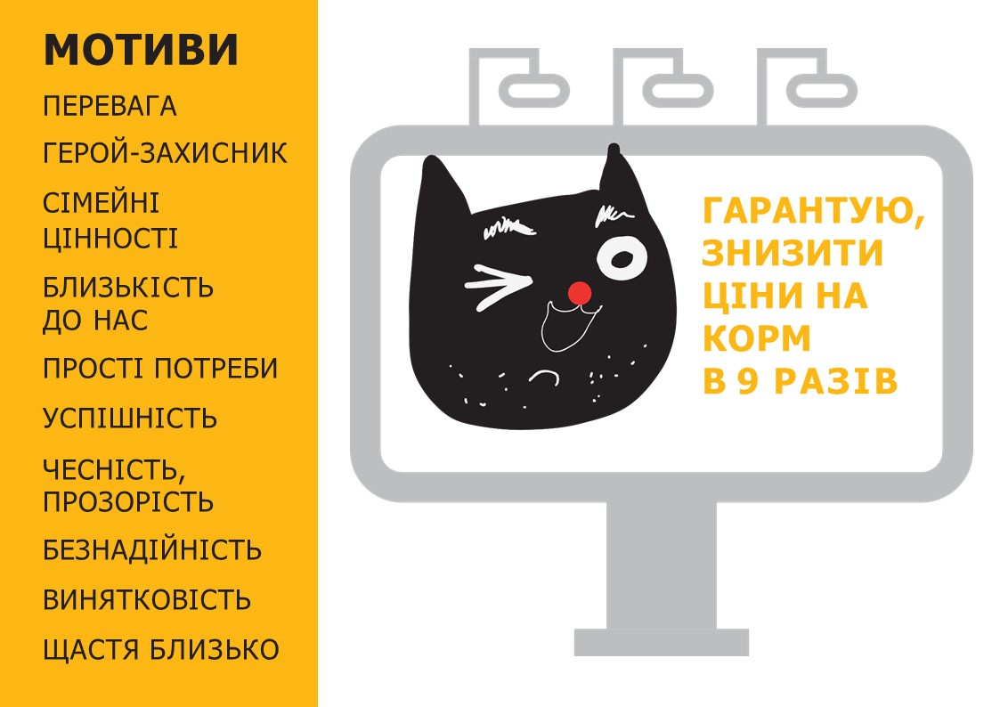 МОТИВИ
ПЕРЕВАГА
ГЕРОЙ-ЗАХИСНИК
СІМЕЙНІ
ЦІННОСТІ
БЛИЗЬКІСТЬ
ДО НАС
ПРОСТІ ПОТРЕБИ
УСПІШНІСТЬ
ЧЕСНІСТЬ,
ПРОЗОРІСТЬ
БЕЗНАДІЙНІСТЬ
ВИНЯТКОВІСТЬ
ЩАСТЯ БЛИЗЬКО
ГАРАНТУЮ,
ЗНИЗИТИ
ЦІНИ НА
КОРМ
В 9 РАЗІВ